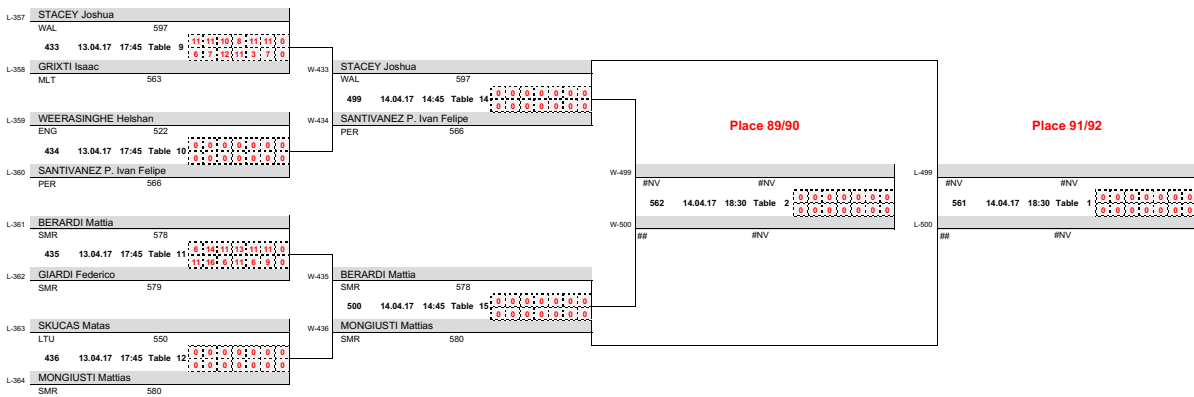 L-357 STACEY Joshua
WAL 597
433 13.04.17 17:45 Table 9 11 11 10 8 11 11 0
6 7 12 11 3 7 0
L-358 GRIXTI Isaac
MLT 563
L-359 WEERASINGHE Helshan
ENG 522
434 13.04.17 17:45 Table 10 0 0 0 0 0 0 0
0 0 0 0 0 0 0
L-360 SANTIVANEZ P. Ivan Felipe
PER 566
L-361 BERARDI Mattia
SMR 578
435 13.04.17 17:45 Table 11 6 14 11 13 11 11 0
11 16 6 11 6 9 0
L-362 GIARDI Federico
SMR 579
L-363 SKUCAS Matas
LTU 550
436 13.04.17 17:45 Table 12 0 0 0 0 0 0 0
0 0 0 0 0 0 0
L-364 MONGIUSTI Mattias
SMR 580
W-433 STACEY Joshua
WAL 597
499 14.04.17 14:45 Table 14 0 0 0 0 0 0 0
0 0 0 0 0 0 0
W-434 SANTIVANEZ P. Ivan Felipe
PER 566
W-435 BERARDI Mattia
SMR 578
500 14.04.17 14:45 Table 15 0 0 0 0 0 0 0
0 0 0 0 0 0 0
W-436 MONGIUSTI Mattias
SMR 580
Place 89/90
W-499
#NV #NV
562 14.04.17 18:30 Table 2 0 0 0 0 0 0 0
0 0 0 0 0 0 0
W-500
## #NV
Place 91/92
L-499
#NV #NV
561 14.04.17 18:30 Table 1 0 0 0 0 0 0 0
0 0 0 0 0 0 0
L-500
## #NV